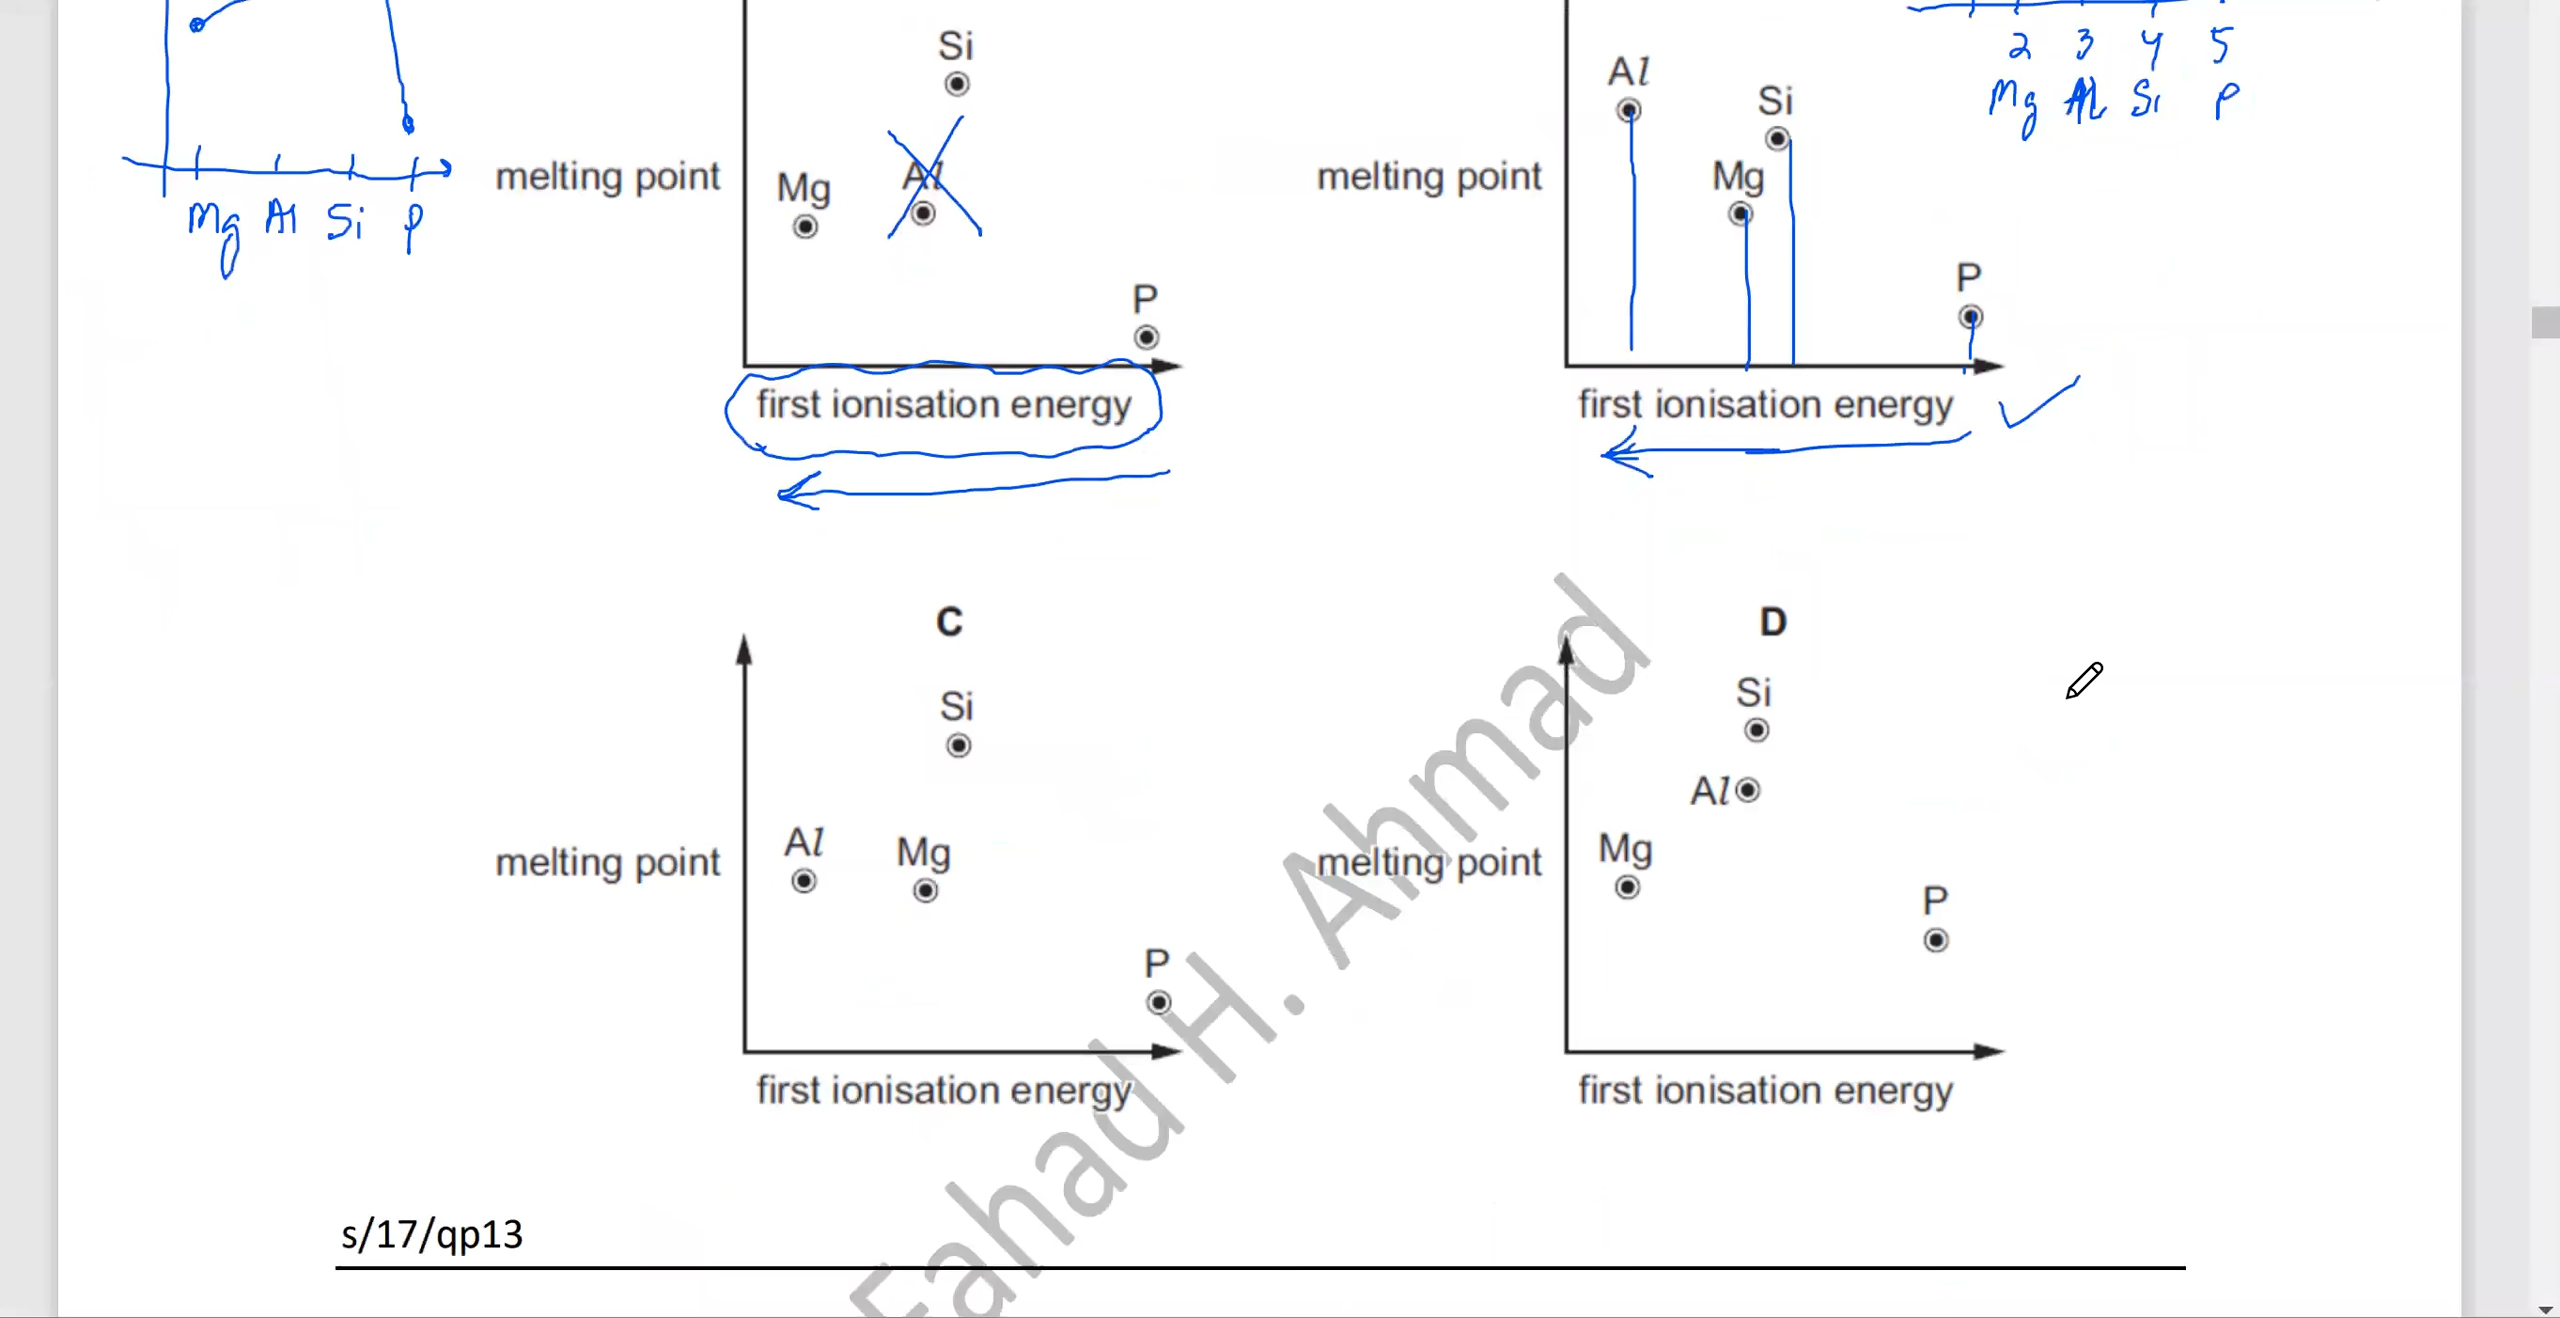 2 3 4 5
Mg Al Si P
Si
Al
Si
melting point
Mg
Al
melting point
Mg
Mg Al Si P
P
P
first ionisation energy
first ionisation energy
C
D
Si
Si
Al
melting point
Al
Mg
melting point
Mg
P
P
first ionisation energy
first ionisation energy
Fahad H. Ahmad
s/17/qp13